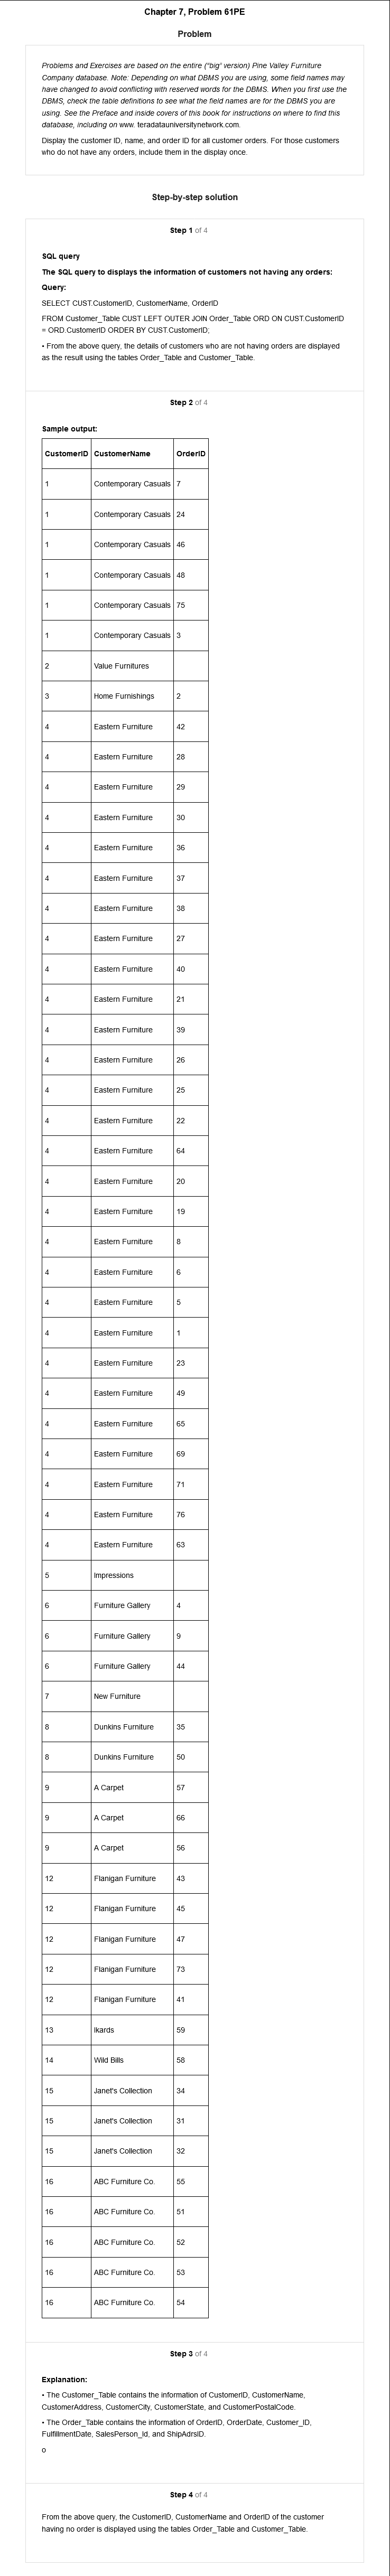 Chapter 7, Problem 61PE
Problem
Problems and Exercises are based on the entire ("big" version) Pine Valley Furniture
Company database. Note: Depending on what DBMS you are using, some field names may
have changed to avoid conflicting with reserved words for the DBMS. When you first use the
DBMS, check the table definitions to see what the field names are for the DBMS you are
using. See the Preface and inside covers of this book for instructions on where to find this
database, including on www. teradatauniversitynetwork.com.
Display the customer ID, name, and order ID for all customer orders. For those customers
who do not have any orders, include them in the display once.
Step-by-step solution
Step 1 of 4
SQL query
The SQL query to displays the information of customers not having any orders:
Query:
SELECT CUST.CustomerID, CustomerName, OrderID
FROM Customer_Table CUST LEFT OUTER JOIN Order_Table ORD ON CUST.CustomerID
= ORD.CustomerID ORDER BY CUST.CustomerID;
• From the above query, the details of customers who are not having orders are displayed
as the result using the tables Order_Table and Customer_Table.
Step 2 of 4
Sample output:
CustomerID CustomerName OrderID
1 Contemporary Casuals 7
1 Contemporary Casuals 24
1 Contemporary Casuals 46
1 Contemporary Casuals 48
1 Contemporary Casuals 75
1 Contemporary Casuals 3
2 Value Furnitures
3 Home Furnishings 2
4 Eastern Furniture 42
4 Eastern Furniture 28
4 Eastern Furniture 29
4 Eastern Furniture 30
4 Eastern Furniture 36
4 Eastern Furniture 37
4 Eastern Furniture 38
4 Eastern Furniture 27
4 Eastern Furniture 40
4 Eastern Furniture 21
4 Eastern Furniture 39
4 Eastern Furniture 26
4 Eastern Furniture 25
4 Eastern Furniture 22
4 Eastern Furniture 64
4 Eastern Furniture 20
4 Eastern Furniture 19
4 Eastern Furniture 8
4 Eastern Furniture 6
4 Eastern Furniture 5
4 Eastern Furniture 1
4 Eastern Furniture 23
4 Eastern Furniture 49
4 Eastern Furniture 65
4 Eastern Furniture 69
4 Eastern Furniture 71
4 Eastern Furniture 76
4 Eastern Furniture 63
5 Impressions
6 Furniture Gallery 4
6 Furniture Gallery 9
6 Furniture Gallery 44
7 New Furniture
8 Dunkins Furniture 35
8 Dunkins Furniture 50
9 A Carpet 57
9 A Carpet 66
9 A Carpet 56
12 Flanigan Furniture 43
12 Flanigan Furniture 45
12 Flanigan Furniture 47
12 Flanigan Furniture 73
12 Flanigan Furniture 41
13 Ikards 59
14 Wild Bills 58
15 Janet's Collection 34
15 Janet's Collection 31
15 Janet's Collection 32
16 ABC Furniture Co. 55
16 ABC Furniture Co. 51
16 ABC Furniture Co. 52
16 ABC Furniture Co. 53
16 ABC Furniture Co. 54
Step 3 of 4
Explanation:
• The Customer_Table contains the information of CustomerID, CustomerName,
CustomerAddress, CustomerCity, CustomerState, and CustomerPostalCode.
• The Order_Table contains the information of OrderID, OrderDate, Customer_ID,
FulfillmentDate, SalesPerson_Id, and ShipAdrsID.
o
Step 4 of 4
From the above query, the CustomerID, CustomerName and OrderID of the customer
having no order is displayed using the tables Order_Table and Customer_Table.